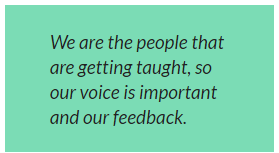 We are the people that
are getting taught, so
our voice is important
and our feedback.